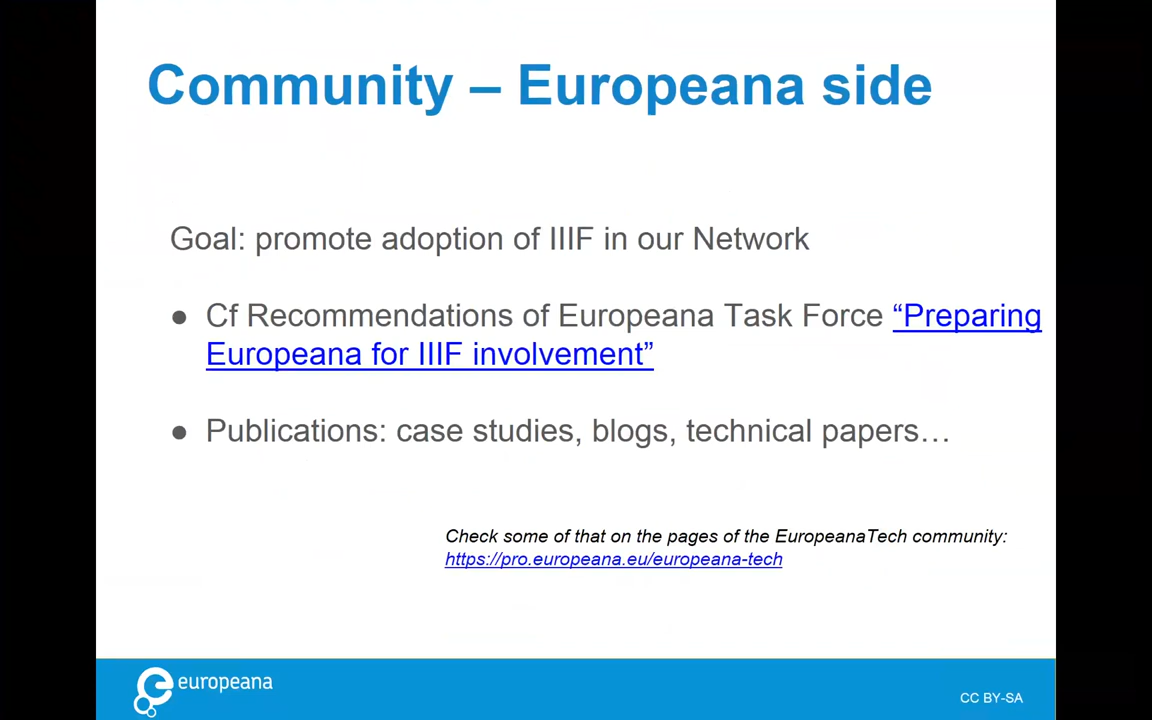 Community – Europeana side
Goal: promote adoption of IIIF in our Network
● Cf Recommendations of Europeana Task Force “Preparing
Europeana for IIIF involvement”
● Publications: case studies, blogs, technical papers…
Check some of that on the pages of the EuropeanaTech community:
https://pro.europeana.eu/europeana-tech
europeana
CC BY-SA